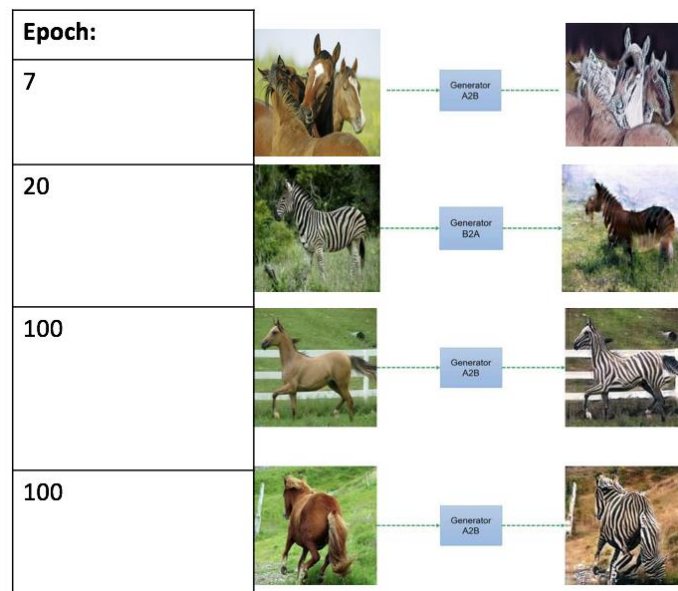 Epoch:
7
Generator
A2B
20
Generator
B2A
100
Generator
A2B
100
Generator
A2B